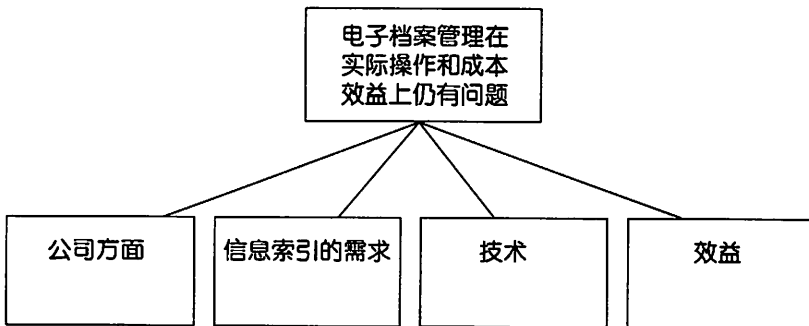 电子档案管理在
实际操作和成本
效益上仍有问题
公司方面
信息索引的需求
技术
效益